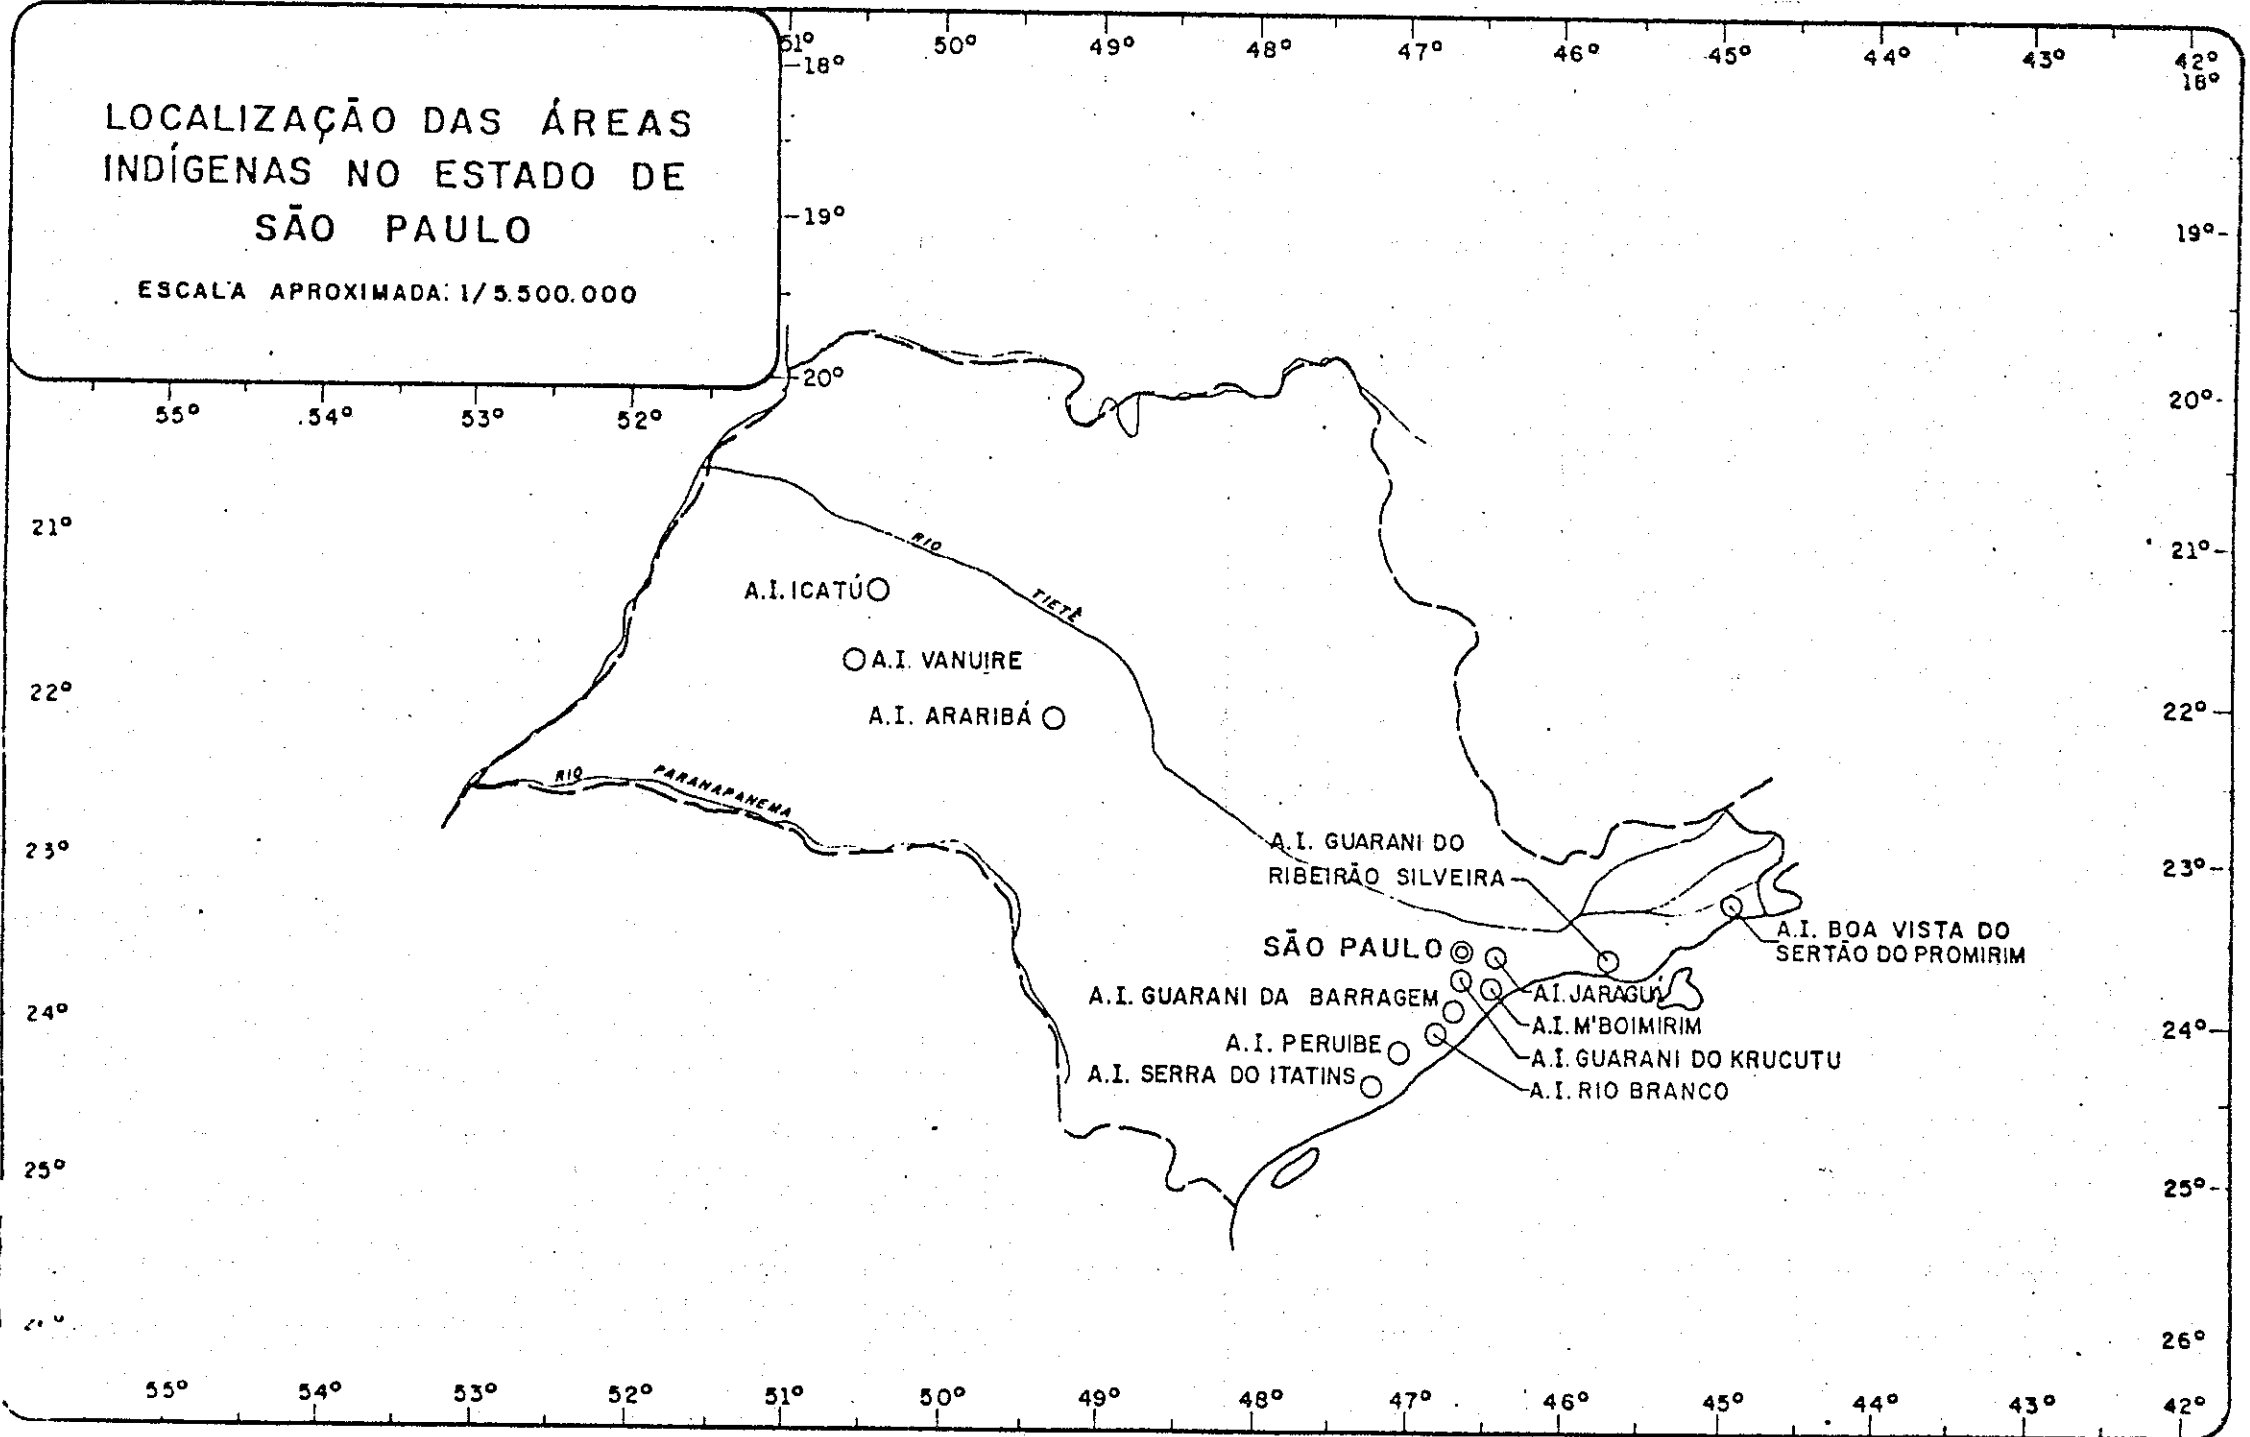 LOCALIZAÇÃO DAS ÁREAS
INDÍGENAS NO ESTADO DE
SÃO PAULO
ESCALA APROXIMADA: 1/5.500.000
51° 50° 49° 48° 47° 46° 45° 44° 43° 42°
18° 18°
19° 19°
20° 20°
55° 54° 53° 52°
21° 21°
RIO
TIETÊ
A.I. ICATÚ
A.I. VANUIRE
22° 22°
A.I. ARARIBÁ
RIO PARANAPANEMA
23° 23°
A.I. GUARANI DO
RIBEIRÃO SILVEIRA
A.I. BOA VISTA DO
SERTÃO DO PROMIRIM
SÃO PAULO
A.I. GUARANI DA BARRAGEM
A.I. JARAGUÁ
24° 24°
A.I. M'BOIMIRIM
A.I. PERUIBE
A.I. GUARANI DO KRUCUTU
A.I. SERRA DO ITATINS
A.I. RIO BRANCO
25° 25°
26°
55° 54° 53° 52° 51° 50° 49° 48° 47° 46° 45° 44° 43° 42°